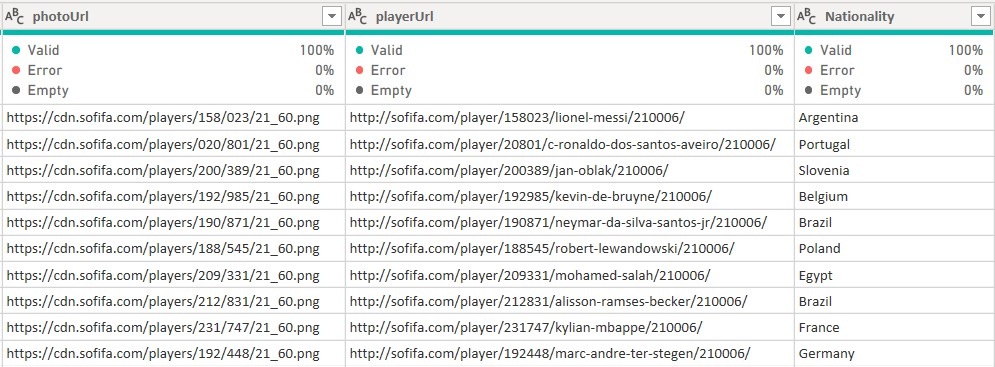 ABC photoUrl ABC playerUrl ABC Nationality
Valid 100% Valid 100% Valid 100%
Error 0% Error 0% Error 0%
Empty 0% Empty 0% Empty 0%
https://cdn.sofifa.com/players/158/023/21_60.png http://sofifa.com/player/158023/lionel-messi/210006/ Argentina
https://cdn.sofifa.com/players/020/801/21_60.png http://sofifa.com/player/20801/c-ronaldo-dos-santos-aveiro/210006/ Portugal
https://cdn.sofifa.com/players/200/389/21_60.png http://sofifa.com/player/200389/jan-oblak/210006/ Slovenia
https://cdn.sofifa.com/players/192/985/21_60.png http://sofifa.com/player/192985/kevin-de-bruyne/210006/ Belgium
https://cdn.sofifa.com/players/190/871/21_60.png http://sofifa.com/player/190871/neymar-da-silva-santos-jr/210006/ Brazil
https://cdn.sofifa.com/players/188/545/21_60.png http://sofifa.com/player/188545/robert-lewandowski/210006/ Poland
https://cdn.sofifa.com/players/209/331/21_60.png http://sofifa.com/player/209331/mohamed-salah/210006/ Egypt
https://cdn.sofifa.com/players/212/831/21_60.png http://sofifa.com/player/212831/alisson-ramses-becker/210006/ Brazil
https://cdn.sofifa.com/players/231/747/21_60.png http://sofifa.com/player/231747/kylian-mbappe/210006/ France
https://cdn.sofifa.com/players/192/448/21_60.png http://sofifa.com/player/192448/marc-andre-ter-stegen/210006/ Germany